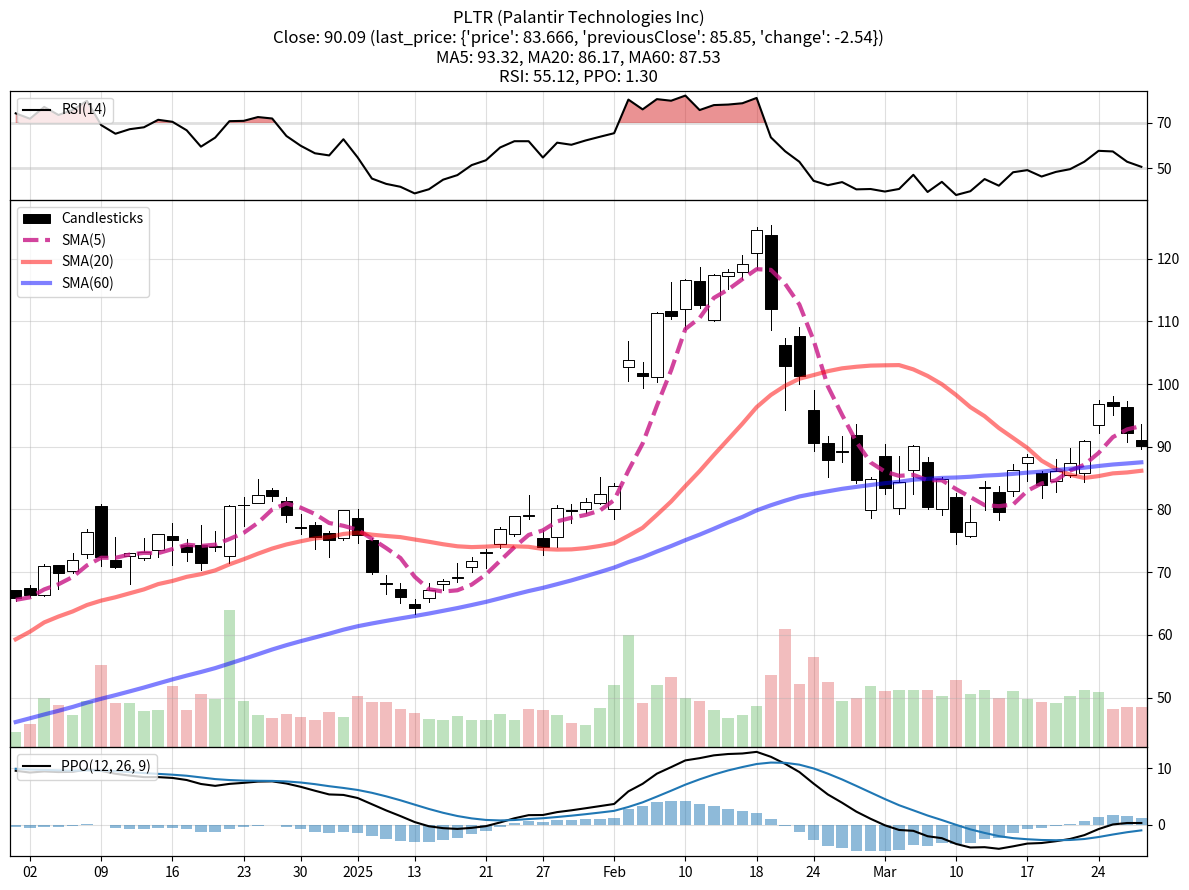 PLTR (Palantir Technologies Inc)
Close: 90.09 (last_price: {'price': 83.666, 'previousClose': 85.85, 'change': -2.54})
MA5: 93.32, MA20: 86.17, MA60: 87.53
RSI: 55.12, PPO: 1.30
RSI(14)
70
50
Candlesticks
SMA(5)
SMA(20)
SMA(60)
120
110
100
90
80
70
60
50
PPO(12, 26, 9)
10
0
02 09 16 23 30 2025 13 21 27 Feb 10 18 24 Mar 10 17 24